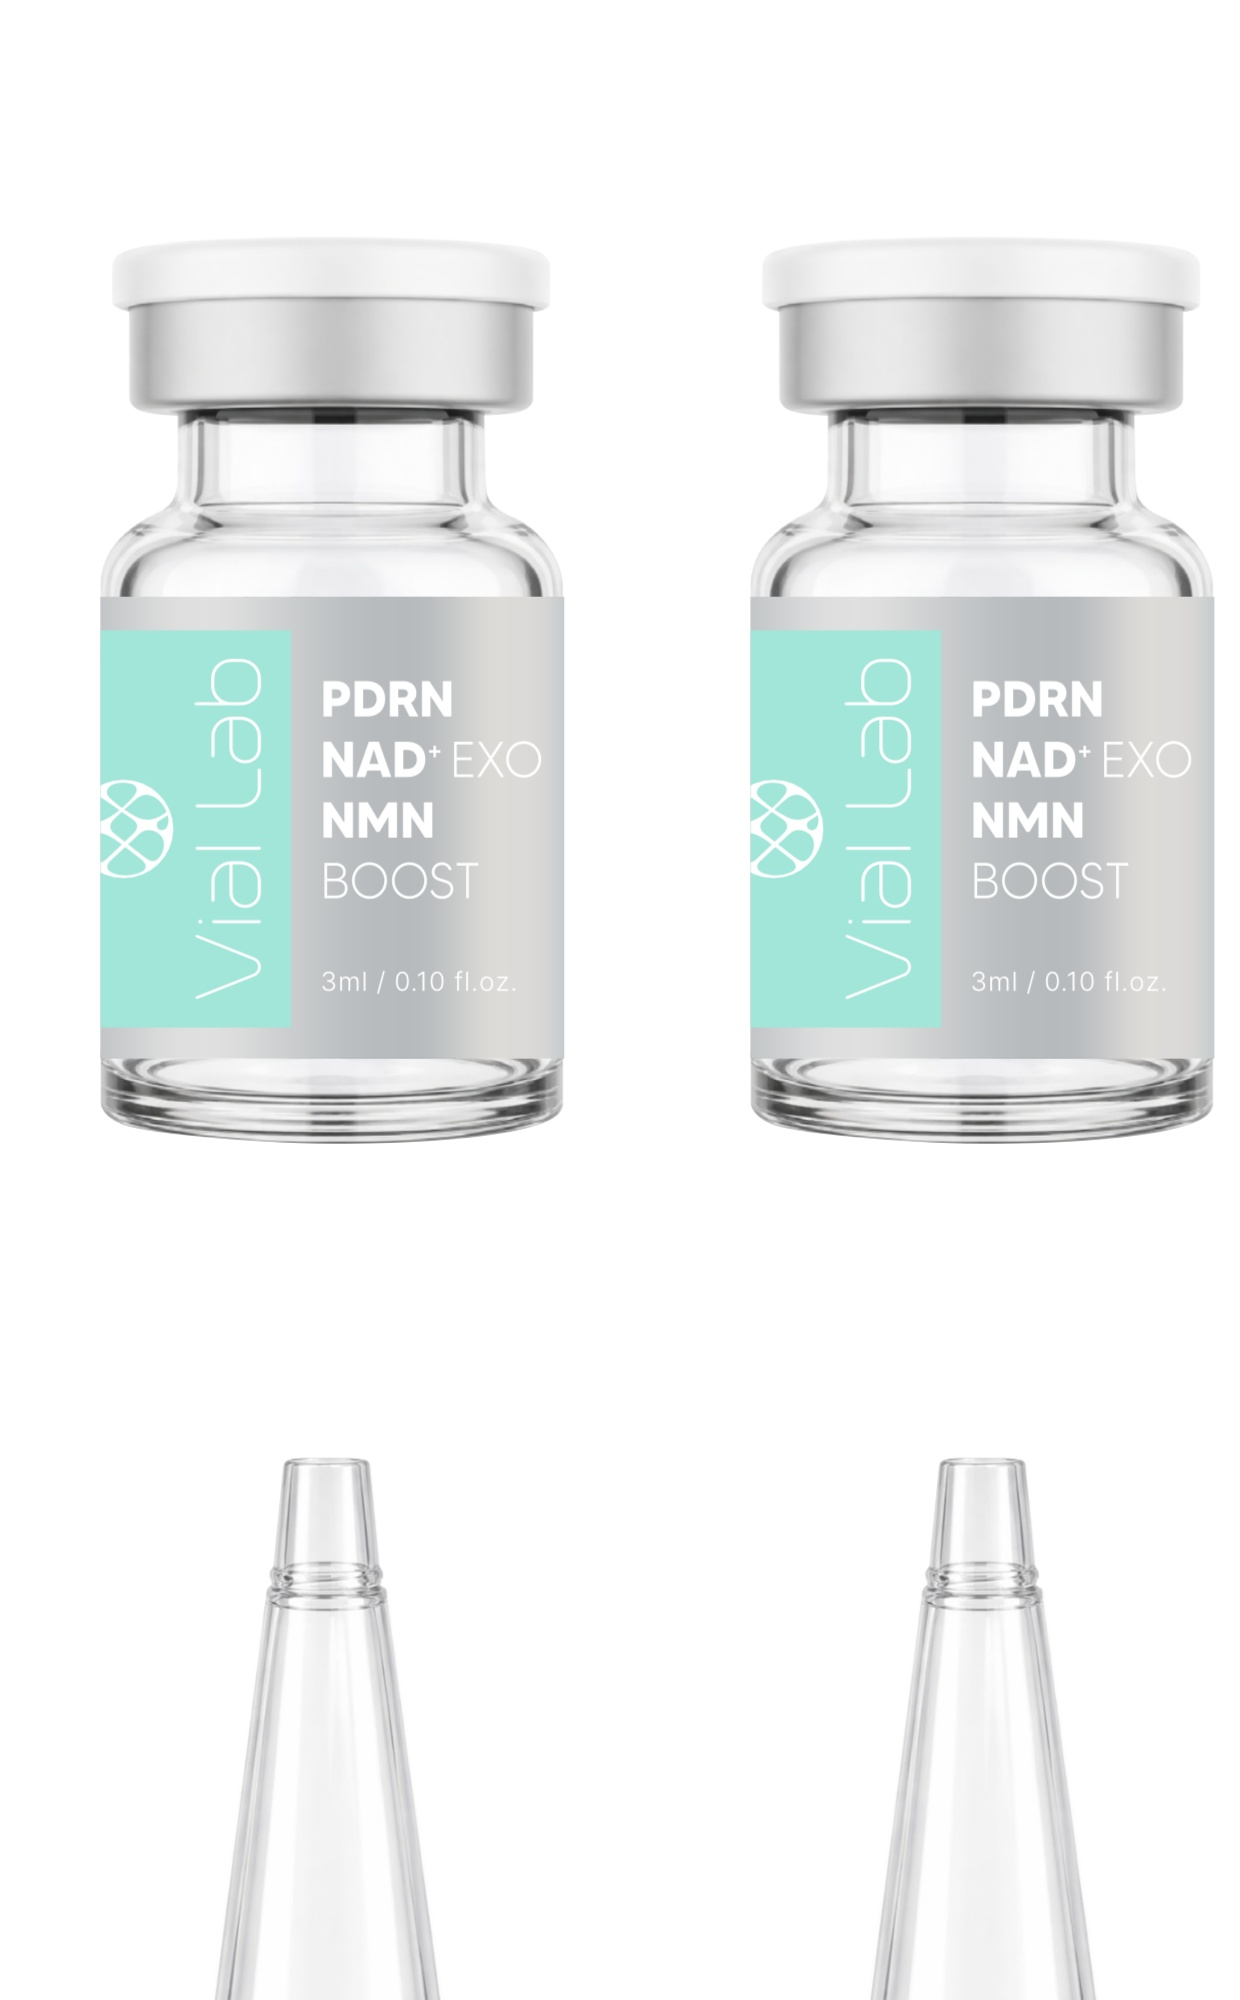 Vial Lab
PDRN
NAD⁺ EXO
NMN
BOOST
3ml / 0.10 fl.oz.
Vial Lab
PDRN
NAD⁺ EXO
NMN
BOOST
3ml / 0.10 fl.oz.